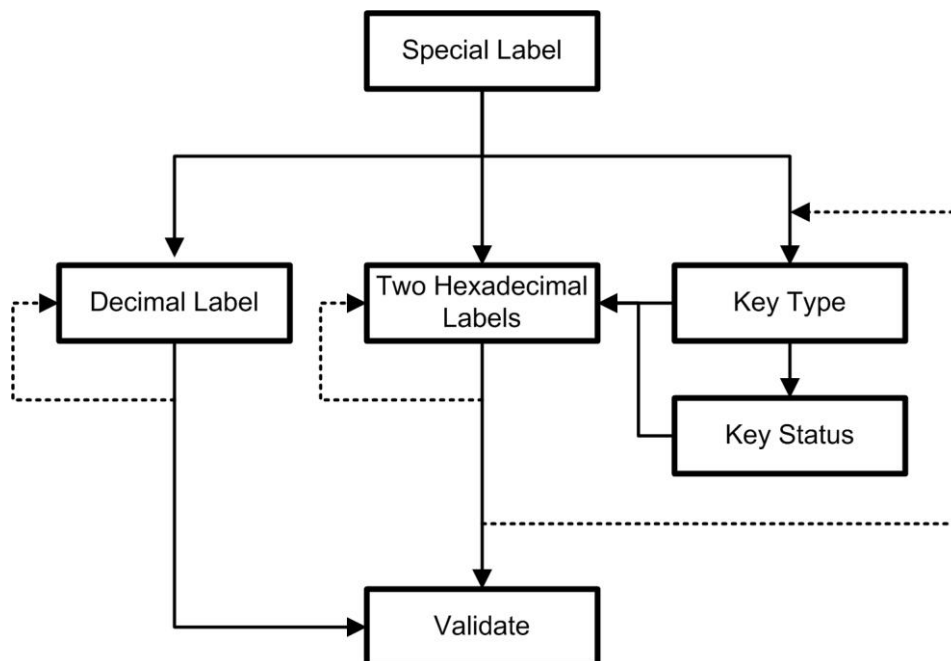 Special Label
Decimal Label
Two Hexadecimal
Labels
Key Type
Key Status
Validate